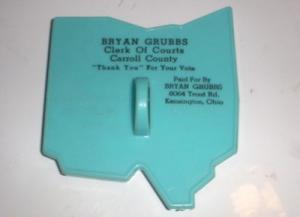 BRYAN GRUBBS
Clerk Of Courts
Carroll County
"Thank You" For Your Vote
Paid For By
BRYAN GRUBBS
6064 Trout Rd.
Kensington, Ohio